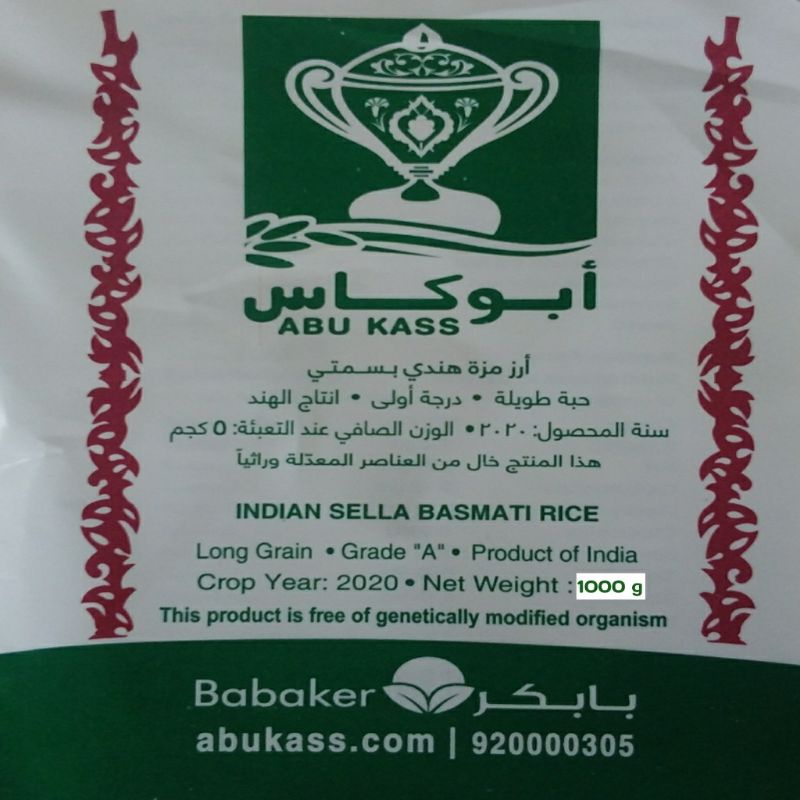 أبوكاس
ABU KASS
أرز مزة هندي بسمتي
حبة طويلة • درجة أولى • انتاج الهند
سنة المحصول: ٢٠٢٠ • الوزن الصافي عند التعبئة: ٥ كجم
هذا المنتج خال من العناصر المعدّلة وراثياً
INDIAN SELLA BASMATI RICE
Long Grain • Grade "A" • Product of India
Crop Year: 2020 • Net Weight : 1000 g
This product is free of genetically modified organism
Babaker بابكر
abukass.com | 920000305